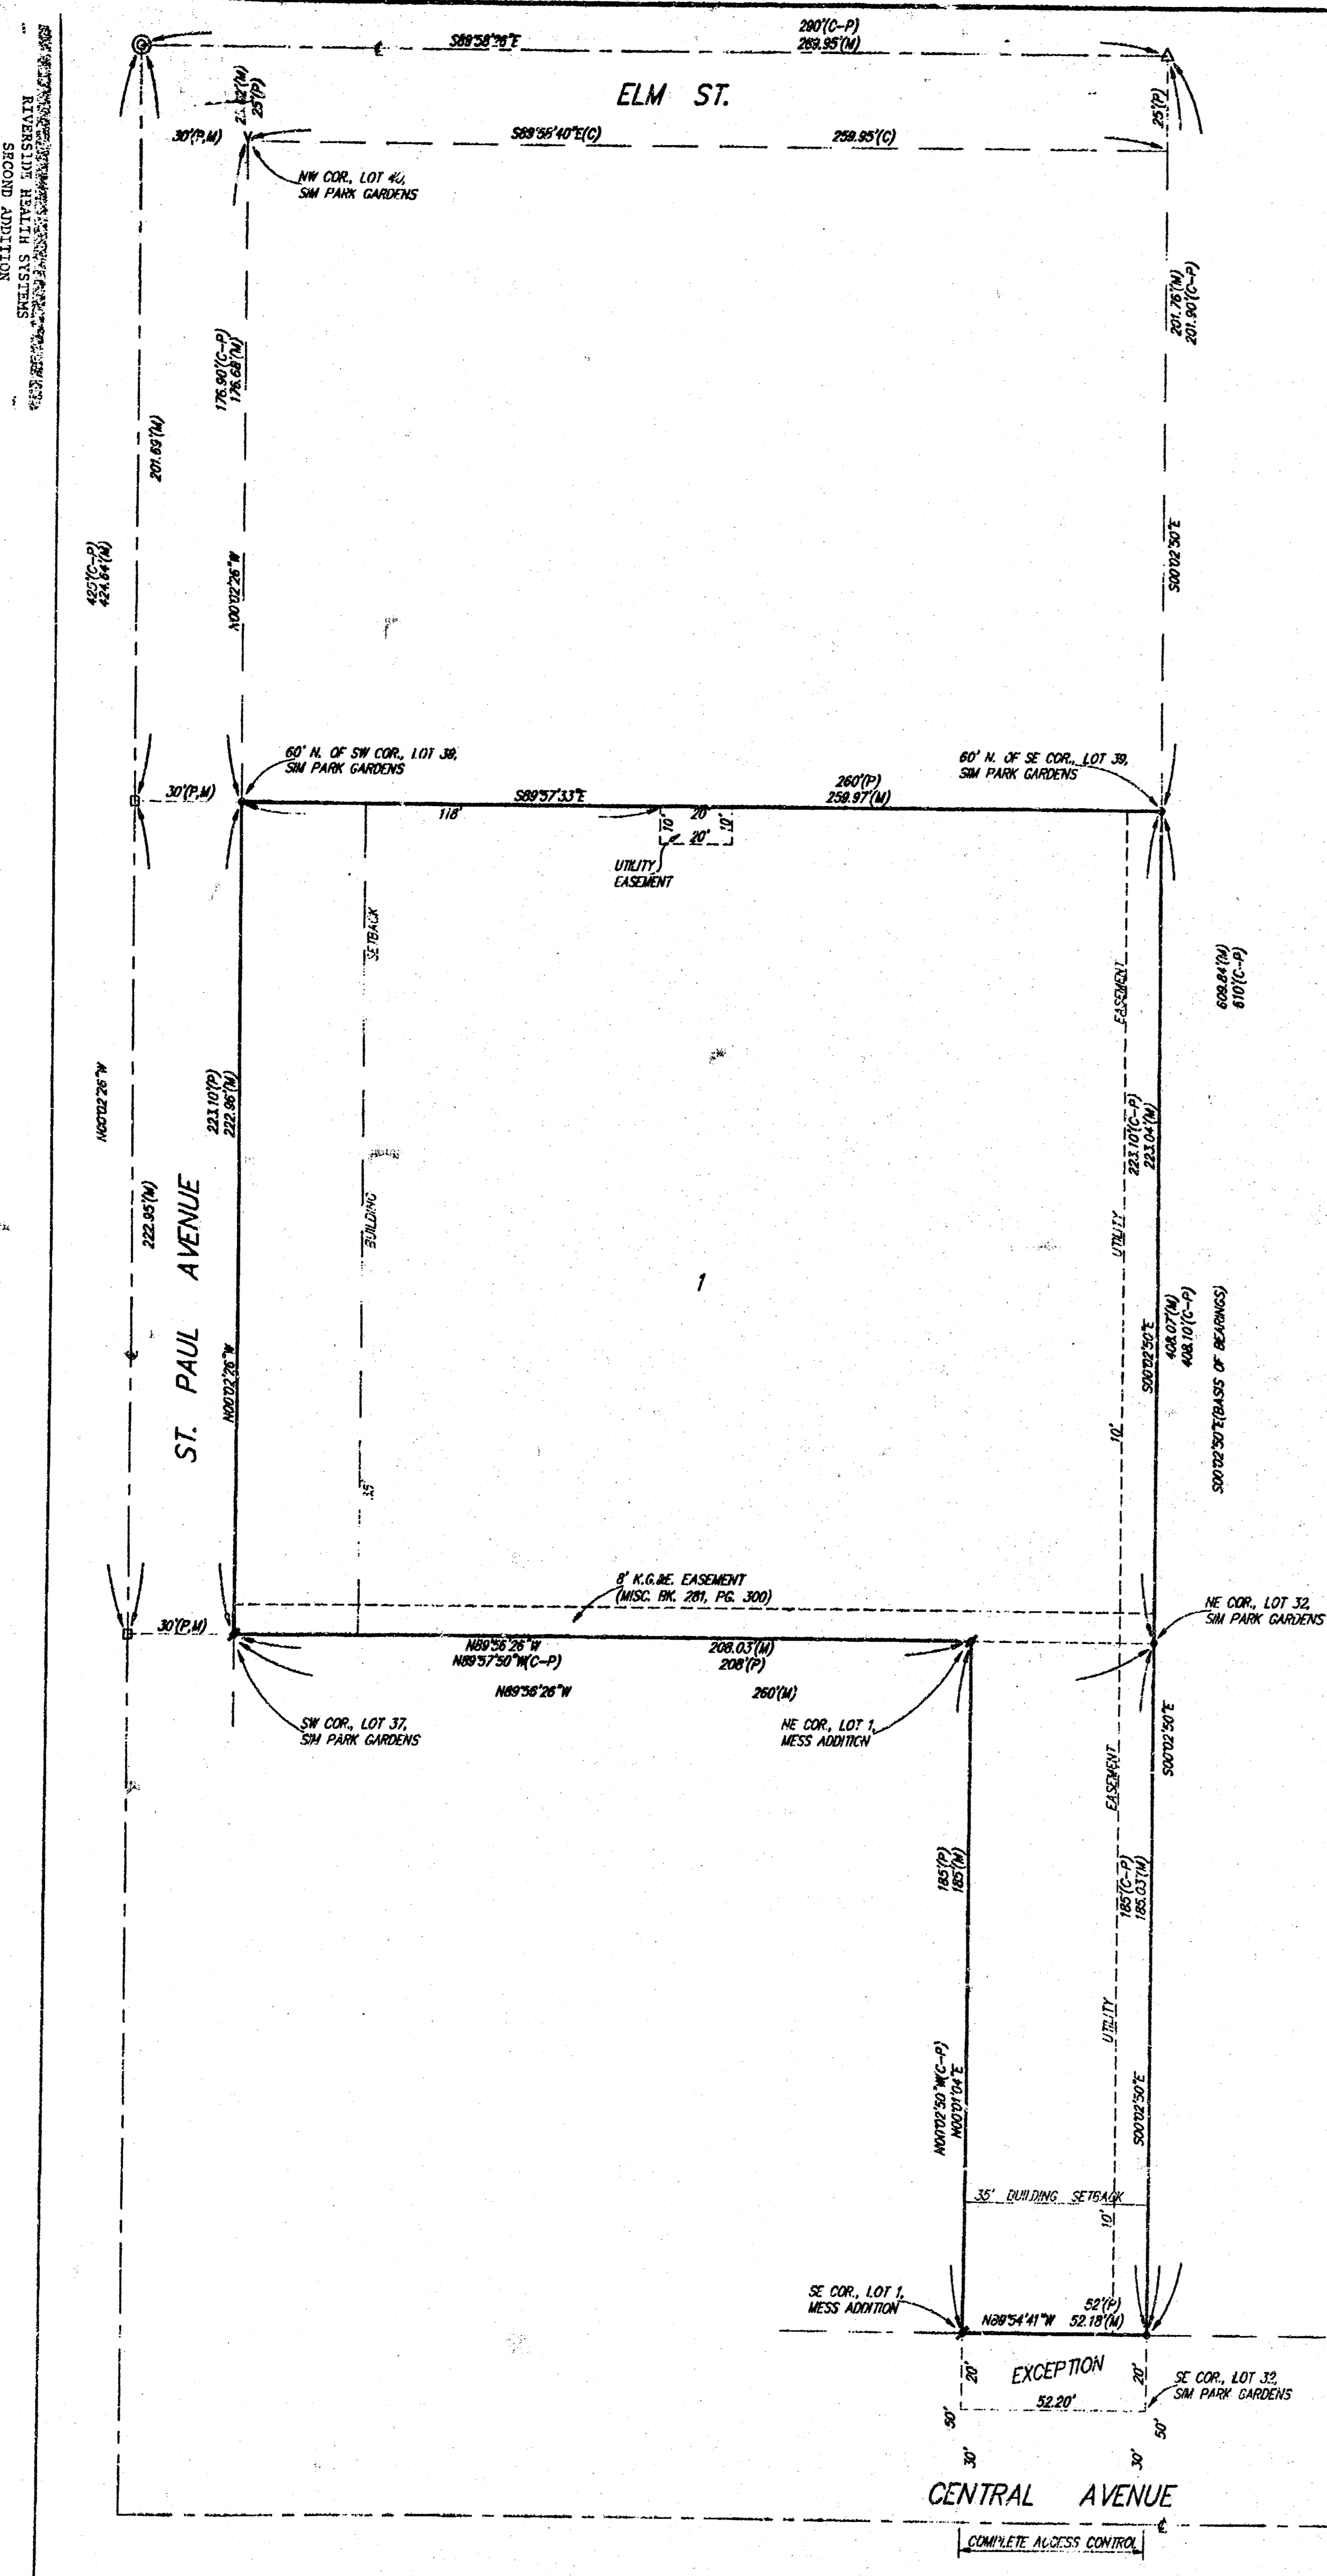 RIVERSIDE HEALTH SYSTEMS
SECOND ADDITION
S89°58'26"E
290'(C-P)
289.95'(M)
ELM ST.
25'(P)
25'(P)
30'(P,M)
S89°56'40"E(C)
259.95'(C)
NW COR., LOT 40,
SIM PARK GARDENS
201.76'(M)
201.90'(C-P)
176.90'(C-P)
176.68'(M)
201.69'(M)
425'(C-P)
424.64'(M)
N00°02'26"W
S00°02'50"E
60' N. OF SW COR., LOT 39,
SIM PARK GARDENS
60' N. OF SE COR., LOT 39,
SIM PARK GARDENS
30'(P,M)
S89°57'33"E
260'(P)
259.97'(M)
118'
20'
10'
20'
10'
UTILITY
EASEMENT
SETBACK
EASEMENT
609.84'(M)
610'(C-P)
N00°02'26"W
223.10'(P)
222.96'(M)
223.10'(C-P)
223.04'(M)
222.95'(M)
ST. PAUL AVENUE
BUILDING
UTILITY
1
S00°02'50"E
408.07'(M)
408.10'(C-P)
S00°02'50"E(BASIS OF BEARINGS)
N00°02'26"W
10'
35'
8' K.G.&E. EASEMENT
(MISC. BK. 281, PG. 300)
NE COR., LOT 32,
SIM PARK GARDENS
30'(P,M)
N89°56'26"W
208.03'(M)
N89°57'50"W(C-P)
208'(P)
N89°56'26"W
260'(M)
SW COR., LOT 37,
SIM PARK GARDENS
NE COR., LOT 1,
MESS ADDITION
S00°02'50"E
EASEMENT
185'(P)
185'(M)
185'(C-P)
185.03'(M)
UTILITY
N00°02'50"W(C-P)
N00°01'04"E
S00°02'50"E
35' BUILDING SETBACK
10'
SE COR., LOT 1,
MESS ADDITION
52'(P)
N89°54'41"W 52.18'(M)
20'
EXCEPTION
20'
SE COR., LOT 32,
SIM PARK GARDENS
52.20'
50'
50'
30'
30'
CENTRAL AVENUE
COMPLETE ACCESS CONTROL